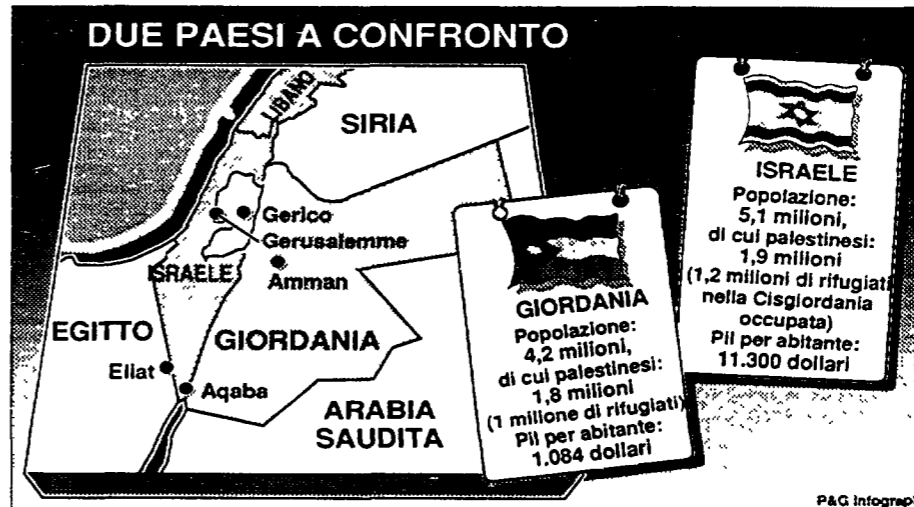 DUE PAESI A CONFRONTO
LIBANO
SIRIA
Gerico
Gerusalemme
ISRAELE
Amman
EGITTO
GIORDANIA
Eilat
Aqaba
ARABIA
SAUDITA
GIORDANIA
Popolazione:
4,2 milioni,
di cui palestinesi:
1,8 milioni
(1 milione di rifugiati)
Pil per abitante:
1.084 dollari
ISRAELE
Popolazione:
5,1 milioni,
di cui palestinesi:
1,9 milioni
(1,2 milioni di rifugiati
nella Cisgiordania
occupata)
Pil per abitante:
11.300 dollari
P&G Infograp